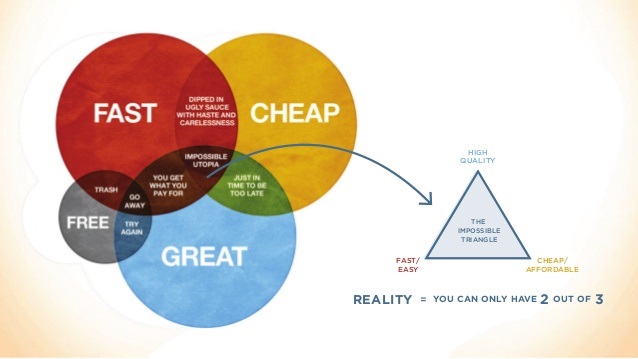 FAST
CHEAP
DIPPED IN
UGLY SAUCE
WITH HASTE AND
CARELESSNESS
IMPOSSIBLE
UTOPIA
YOU GET
WHAT YOU
PAY FOR
JUST IN
TIME TO BE
TOO LATE
TRASH
GO
AWAY
FREE
TRY
AGAIN
GREAT
HIGH
QUALITY
THE
IMPOSSIBLE
TRIANGLE
FAST/
EASY
CHEAP/
AFFORDABLE
REALITY = YOU CAN ONLY HAVE 2 OUT OF 3